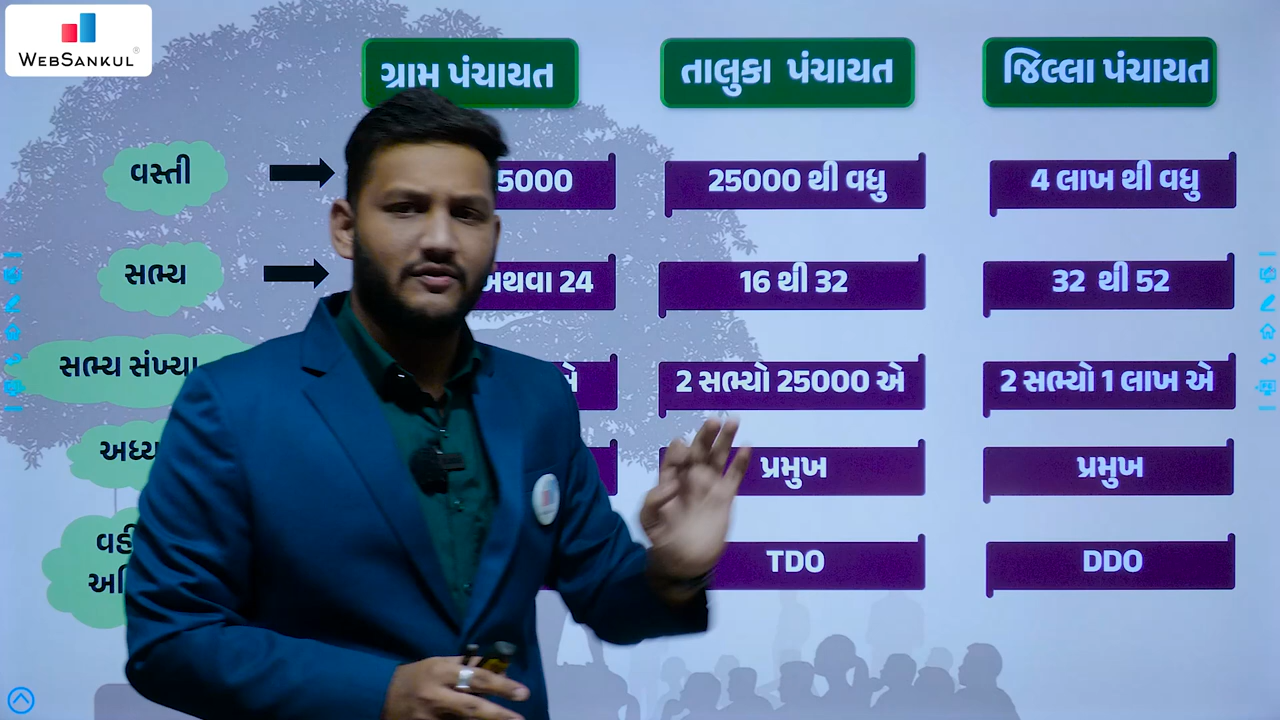 WEBSANKUL®
ગ્રામ પંચાયત
તાલુકા પંચાયત
જિલ્લા પંચાયત
વસ્તી
5000
25000 થી વધુ
4 લાખ થી વધુ
સભ્ય
અથવા 24
16 થી 32
32 થી 52
સભ્ય સંખ્યા
2 સભ્યો 25000 એ
2 સભ્યો 1 લાખ એ
પ્રમુખ
પ્રમુખ
TDO
DDO